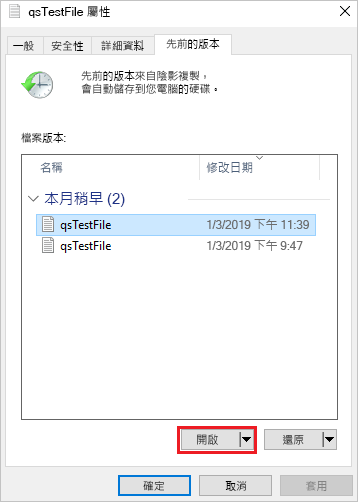 qsTestFile 屬性
一般 安全性 詳細資料 先前的版本
先前的版本來自陰影複製，
會自動儲存到您電腦的硬碟。
檔案版本:
名稱 修改日期
本月稍早 (2)
qsTestFile 1/3/2019 下午 11:39
qsTestFile 1/3/2019 下午 9:47
開啟 還原
確定 取消 套用